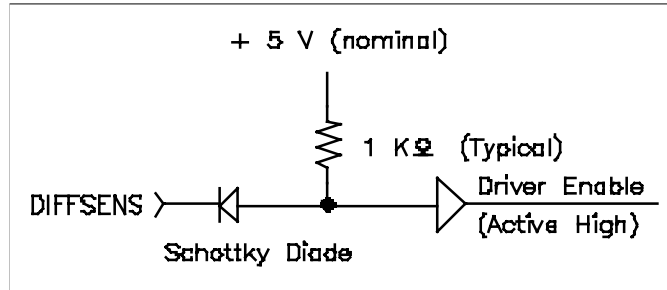 + 5 V (nominal)
1 KΩ (Typical)
DIFFSENS
Driver Enable
(Active High)
Schottky Diode